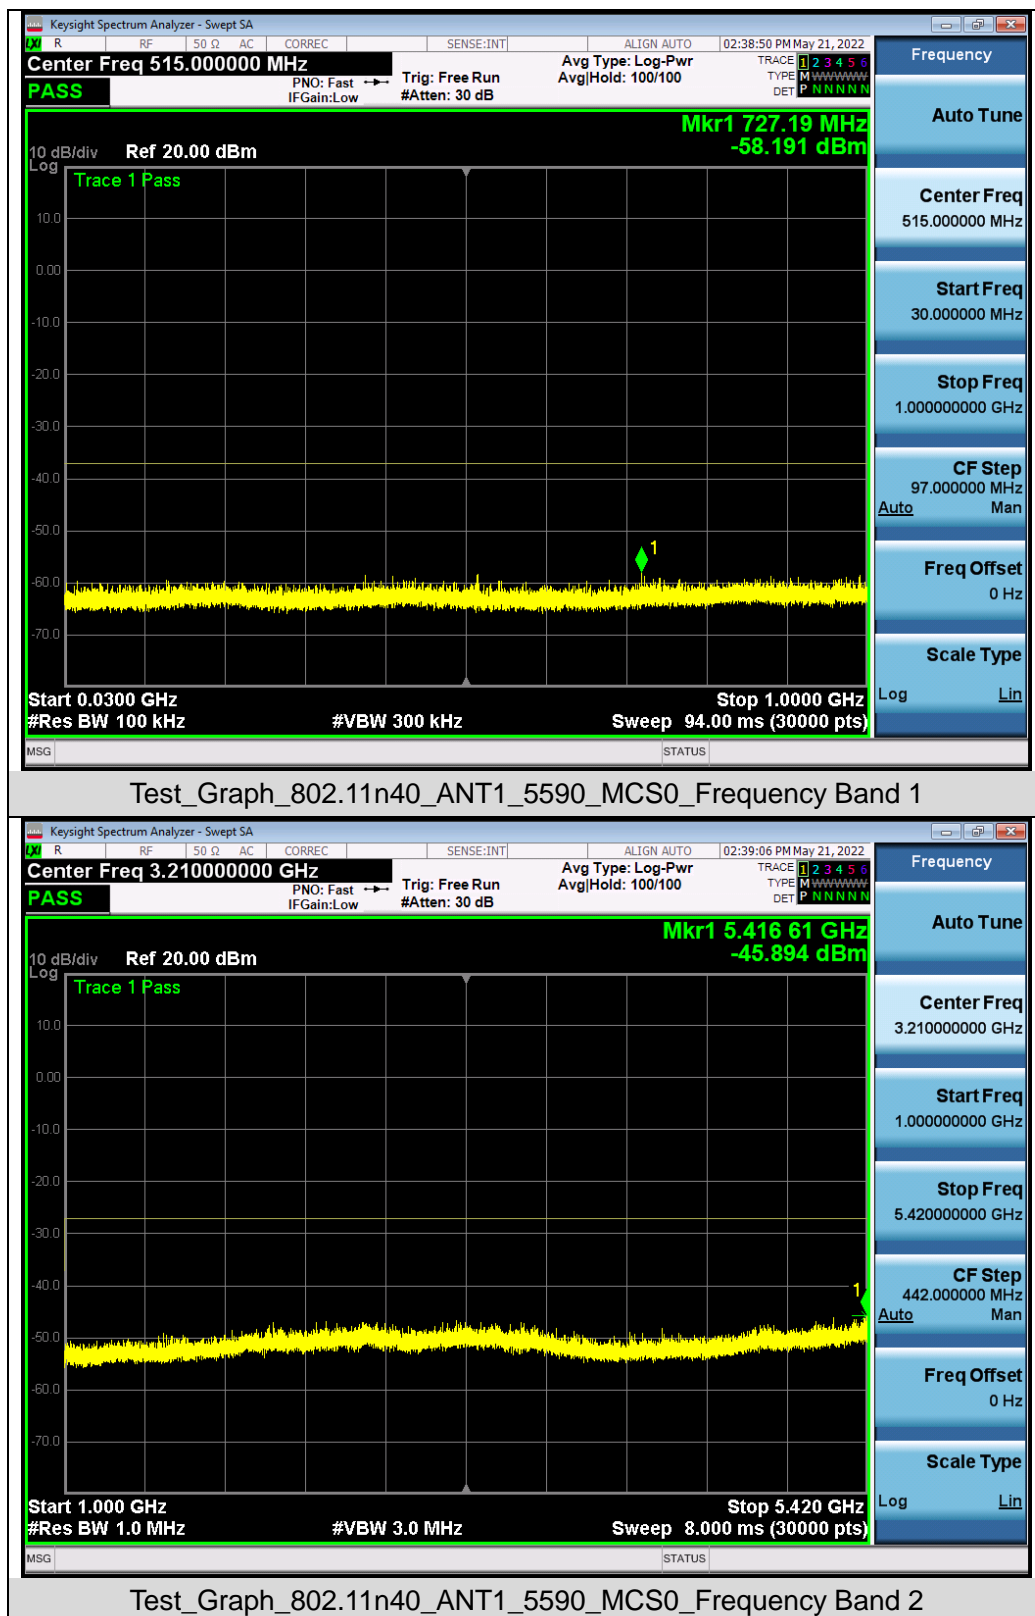 Keysight Spectrum Analyzer - Swept SA
LXI R RF 50 Ω AC CORREC SENSE:INT ALIGN AUTO 02:38:50 PM May 21, 2022
Center Freq 515.000000 MHz Avg Type: Log-Pwr TRACE 1 2 3 4 5 6
PNO: Fast Trig: Free Run Avg|Hold: 100/100 TYPE M WWWWW
PASS IFGain:Low #Atten: 30 dB DET P N N N N N
Mkr1 727.19 MHz
-58.191 dBm
10 dB/div Ref 20.00 dBm
Log
Trace 1 Pass
10.0
0.00
-10.0
-20.0
-30.0
-40.0
-50.0
1
-60.0
-70.0
Start 0.0300 GHz Stop 1.0000 GHz
#Res BW 100 kHz #VBW 300 kHz Sweep 94.00 ms (30000 pts)
MSG STATUS
Frequency
Auto Tune
Center Freq
515.000000 MHz
Start Freq
30.000000 MHz
Stop Freq
1.000000000 GHz
CF Step
97.000000 MHz
Auto Man
Freq Offset
0 Hz
Scale Type
Log Lin
Test_Graph_802.11n40_ANT1_5590_MCS0_Frequency Band 1
Keysight Spectrum Analyzer - Swept SA
LXI R RF 50 Ω AC CORREC SENSE:INT ALIGN AUTO 02:39:06 PM May 21, 2022
Center Freq 3.210000000 GHz Avg Type: Log-Pwr TRACE 1 2 3 4 5 6
PNO: Fast Trig: Free Run Avg|Hold: 100/100 TYPE M WWWWW
PASS IFGain:Low #Atten: 30 dB DET P N N N N N
Mkr1 5.416 61 GHz
-45.894 dBm
10 dB/div Ref 20.00 dBm
Log
Trace 1 Pass
10.0
0.00
-10.0
-20.0
-30.0
-40.0
1
-50.0
-60.0
-70.0
Start 1.000 GHz Stop 5.420 GHz
#Res BW 1.0 MHz #VBW 3.0 MHz Sweep 8.000 ms (30000 pts)
MSG STATUS
Frequency
Auto Tune
Center Freq
3.210000000 GHz
Start Freq
1.000000000 GHz
Stop Freq
5.420000000 GHz
CF Step
442.000000 MHz
Auto Man
Freq Offset
0 Hz
Scale Type
Log Lin
Test_Graph_802.11n40_ANT1_5590_MCS0_Frequency Band 2